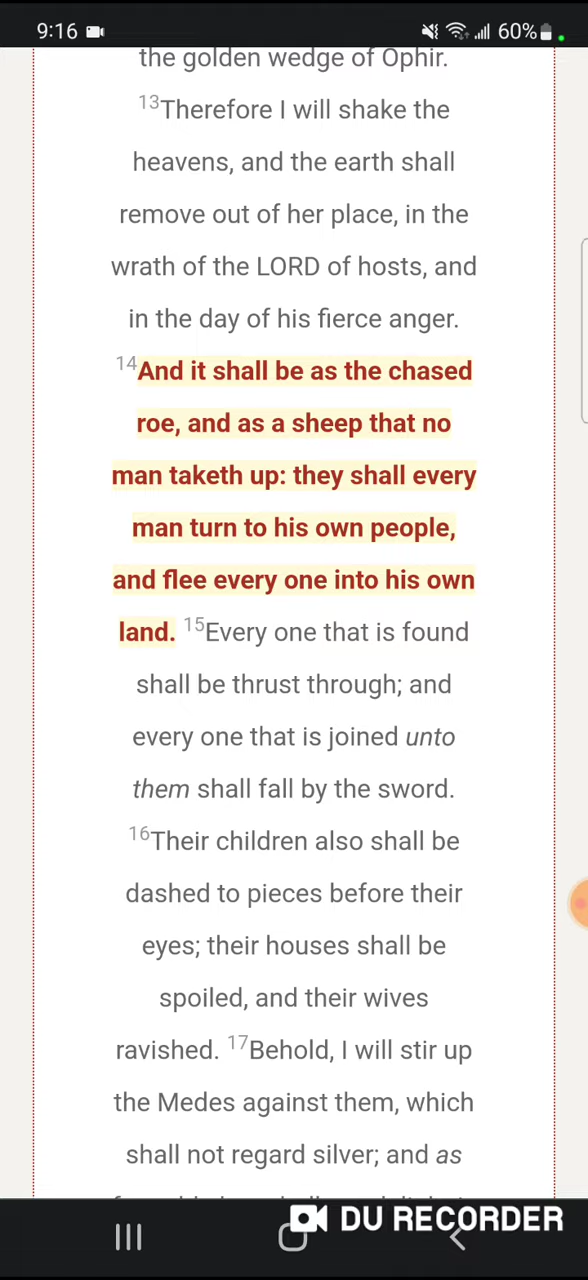 9:16 60%
the golden wedge of Ophir.
13Therefore I will shake the
heavens, and the earth shall
remove out of her place, in the
wrath of the LORD of hosts, and
in the day of his fierce anger.
14And it shall be as the chased
roe, and as a sheep that no
man taketh up: they shall every
man turn to his own people,
and flee every one into his own
land. 15Every one that is found
shall be thrust through; and
every one that is joined unto
them shall fall by the sword.
16Their children also shall be
dashed to pieces before their
eyes; their houses shall be
spoiled, and their wives
ravished. 17Behold, I will stir up
the Medes against them, which
shall not regard silver; and as
DU RECORDER